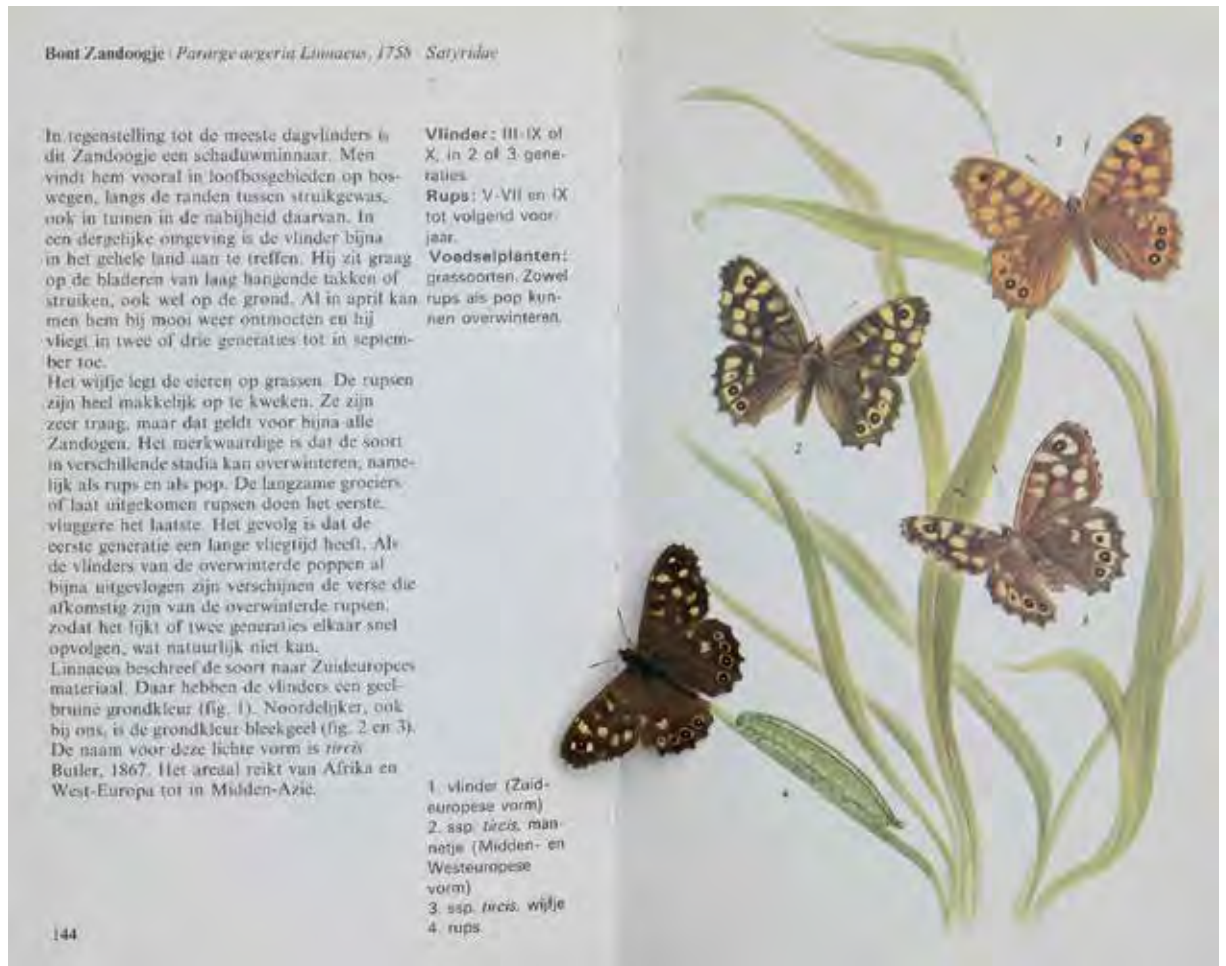 Bont Zandoogje | Pararge aegeria Linnaeus, 1758 Satyridae
In tegenstelling tot de meeste dagvlinders is
dit Zandoogje een schaduwminnaar. Men
vindt hem vooral in loofbosgebieden op bos-
wegen, langs de randen tussen struikgewas,
ook in tuinen in de nabijheid daarvan. In
een dergelijke omgeving is de vlinder bijna
in het gehele land aan te treffen. Hij zit graag
op de bladeren van laag hangende takken of
struiken, ook wel op de grond. Al in april kan
men hem bij mooi weer ontmoeten en hij
vliegt in twee of drie generaties tot in septem-
ber toe.
Het wijfje legt de eieren op grassen. De rupsen
zijn heel makkelijk op te kweken. Ze zijn
zeer traag, maar dat geldt voor bijna alle
Zandogen. Het merkwaardige is dat de soort
in verschillende stadia kan overwinteren, name-
lijk als rups en als pop. De langzame groeiers
of laat uitgekomen rupsen doen het eerste,
vluggere het laatste. Het gevolg is dat de
eerste generatie een lange vliegtijd heeft. Als
de vlinders van de overwinterde poppen al
bijna uitgevlogen zijn verschijnen de verse die
afkomstig zijn van de overwinterde rupsen,
zodat het lijkt of twee generaties elkaar snel
opvolgen, wat natuurlijk niet kan.
Linnaeus beschreef de soort naar Zuideuropees
materiaal. Daar hebben de vlinders een geel-
bruine grondkleur (fig. 1). Noordelijker, ook
bij ons, is de grondkleur bleekgeel (fig. 2 en 3).
De naam voor deze lichte vorm is tircis
Butler, 1867. Het areaal reikt van Afrika en
West-Europa tot in Midden-Azië.
144
Vlinder: III-IX of
X, in 2 of 3 gene-
raties.
Rups: V-VII en IX
tot volgend voor-
jaar.
Voedselplanten:
grassoorten. Zowel
rups als pop kun-
nen overwinteren.
1. vlinder (Zuid-
europese vorm)
2. ssp. tircis, man-
netje (Midden- en
Westeuropese
vorm)
3. ssp. tircis, wijfje
4. rups
1
2
3
4